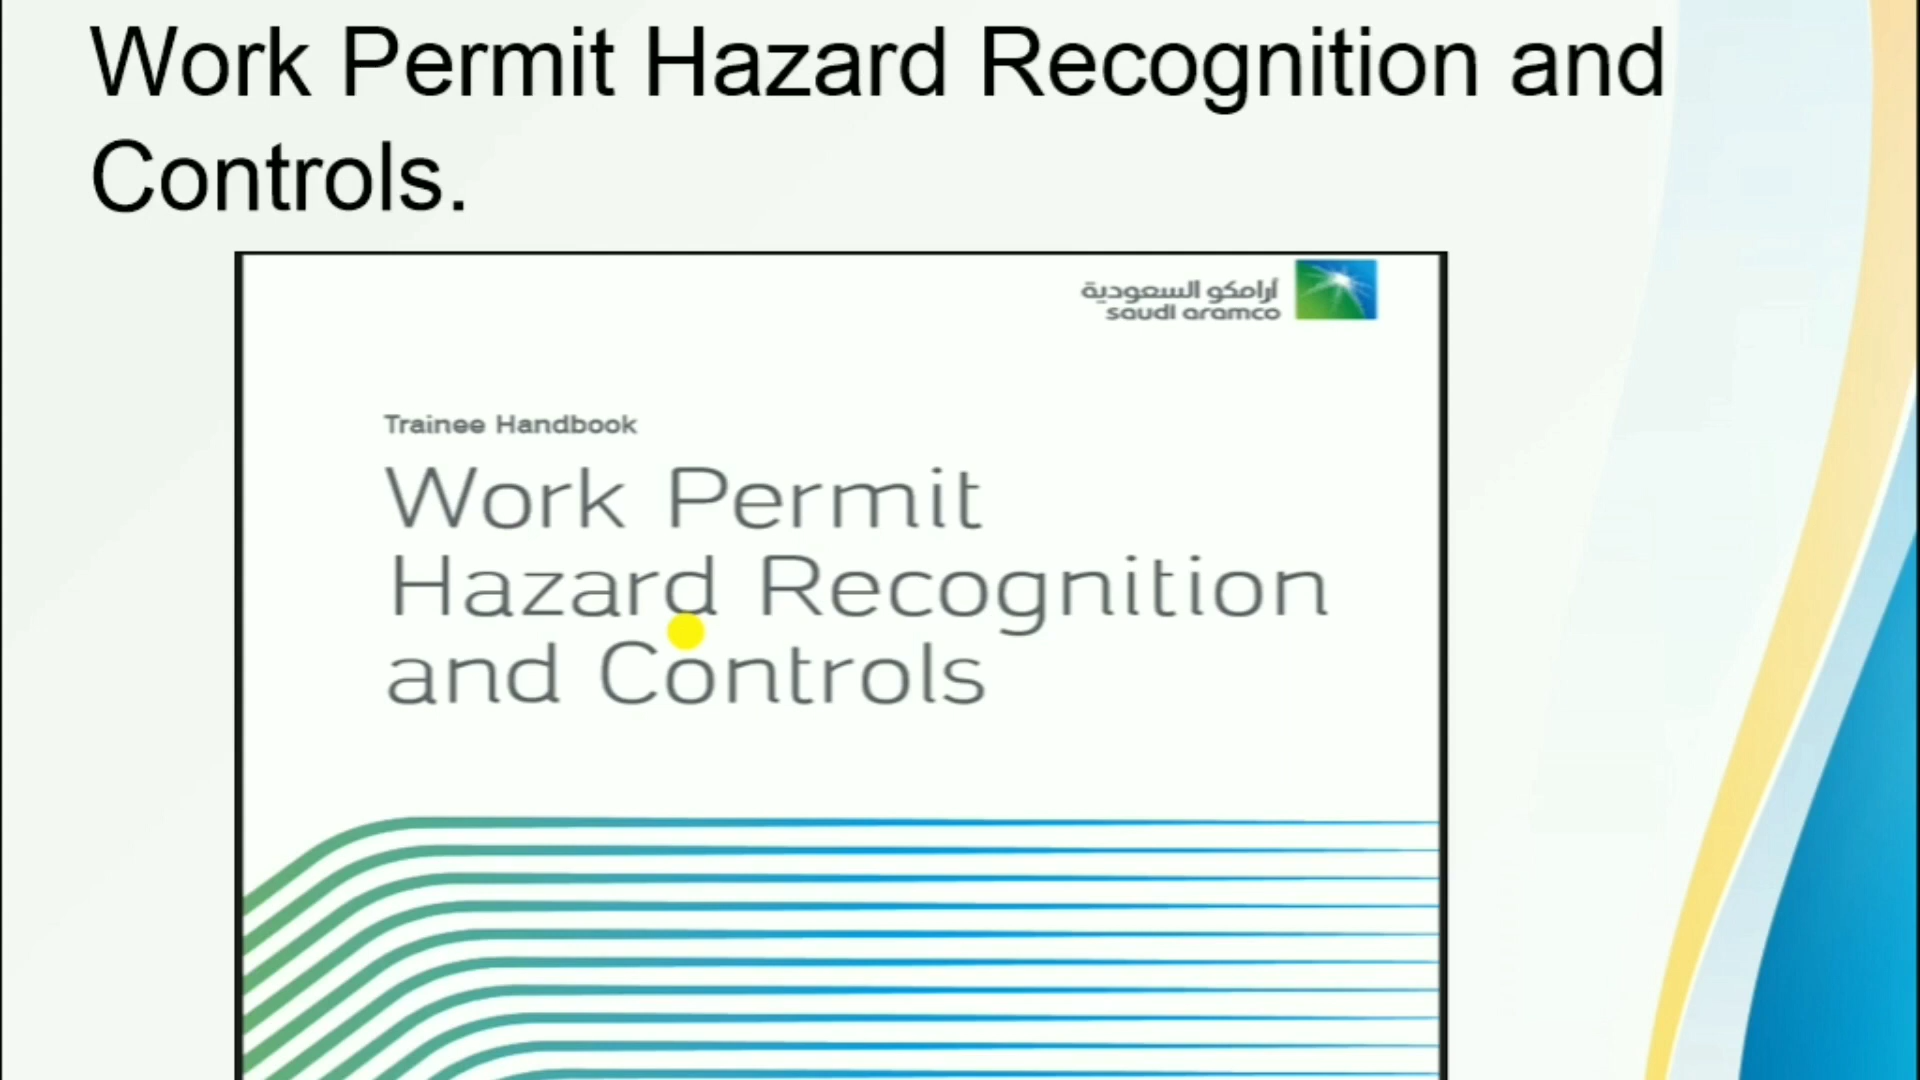 Work Permit Hazard Recognition and
Controls.
أرامكو السعودية
saudi aramco
Trainee Handbook
Work Permit
Hazard Recognition
and Controls